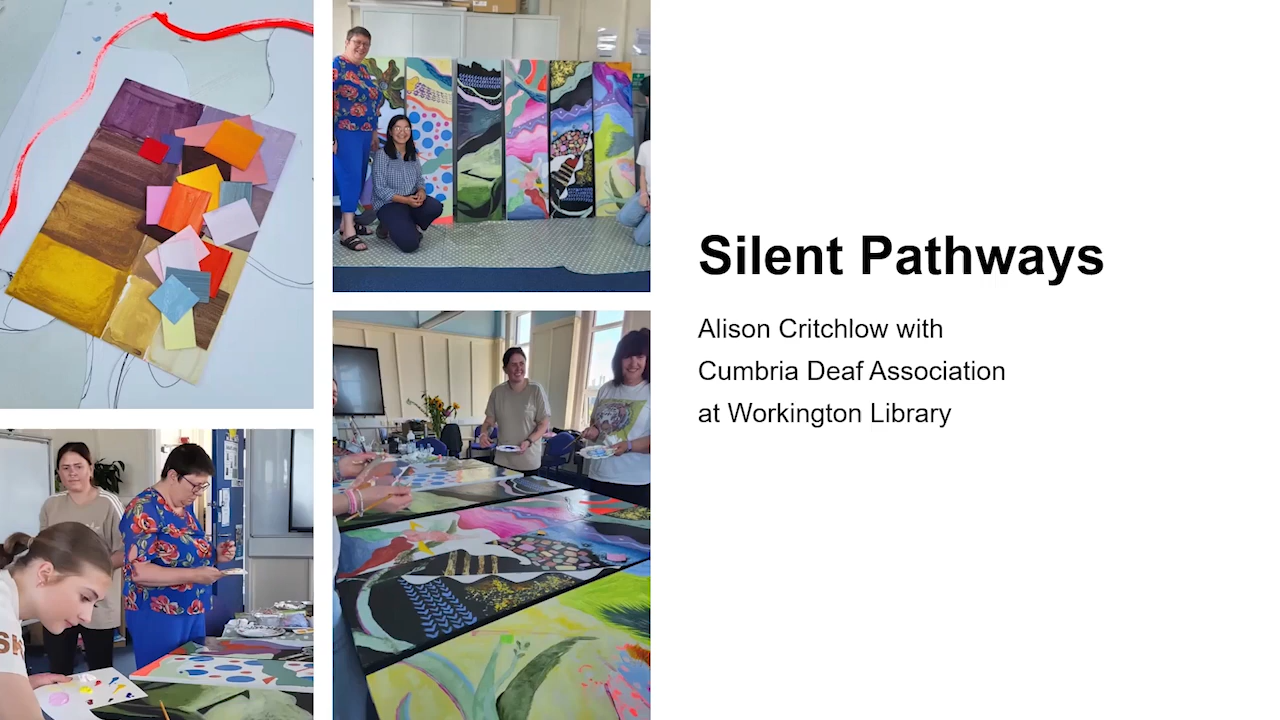 Silent Pathways
Alison Critchlow with
Cumbria Deaf Association
at Workington Library